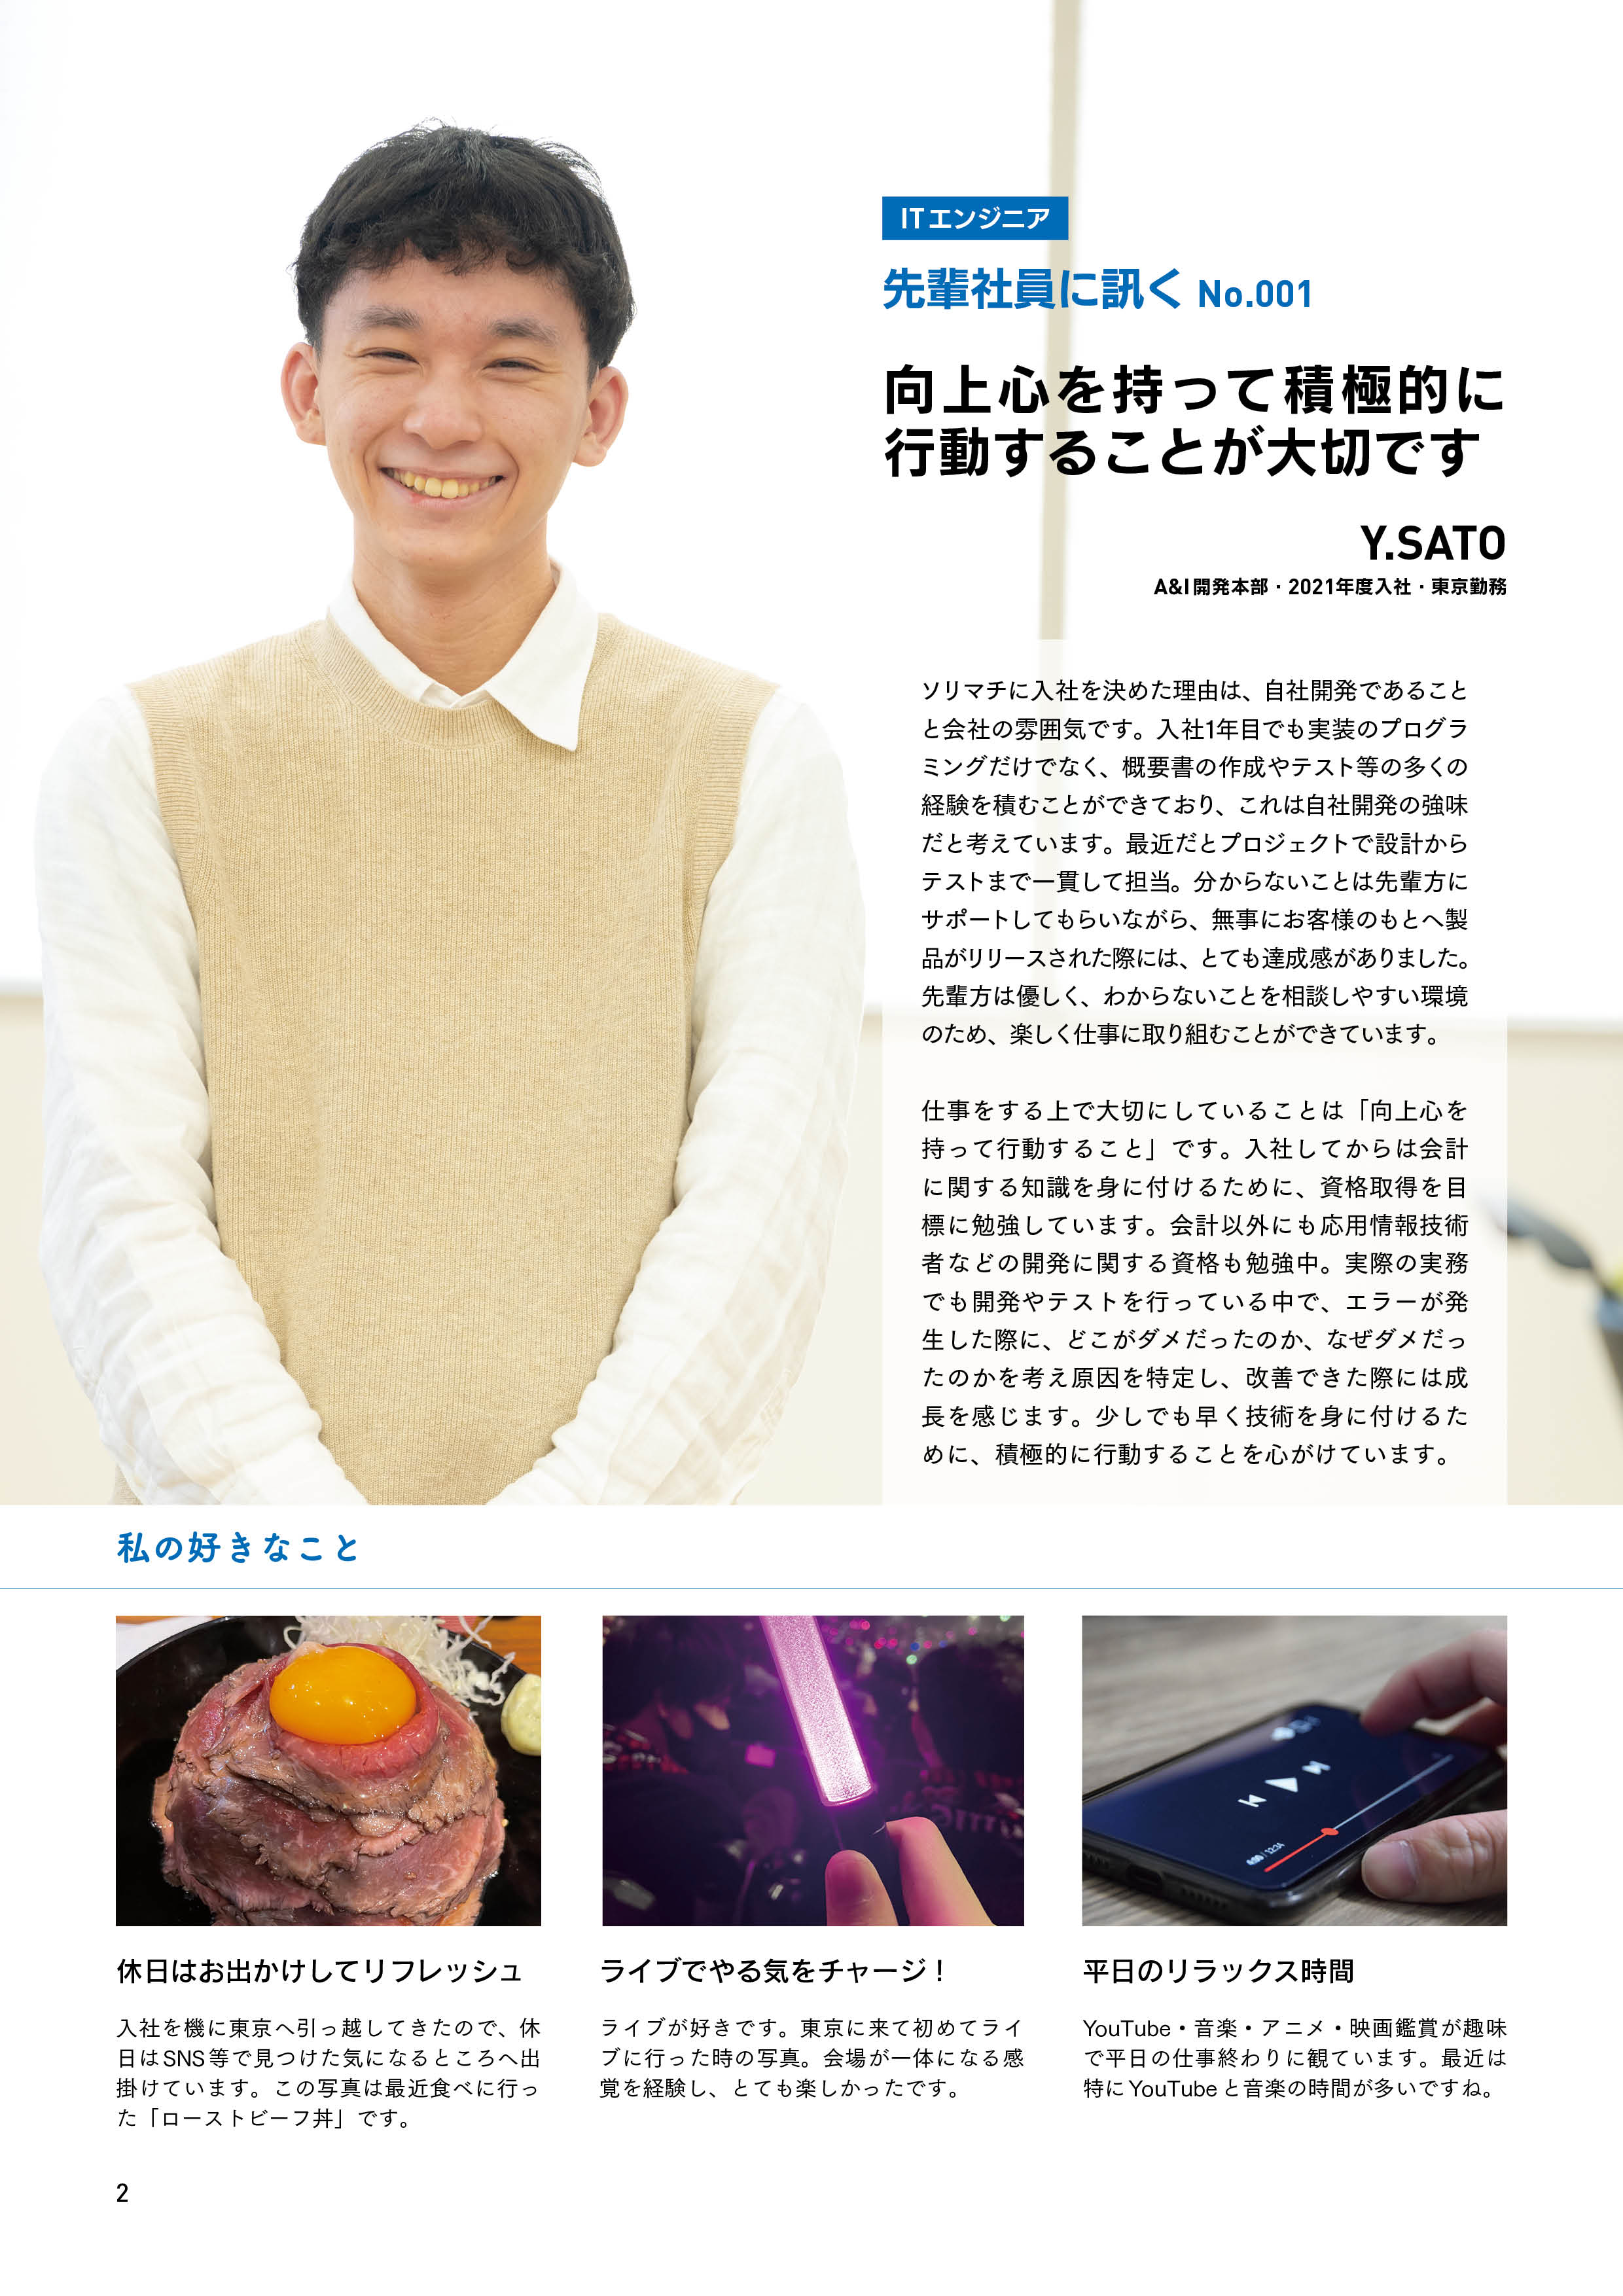 ITエンジニア
先輩社員に訊く No.001
向上心を持って積極的に
行動することが大切です
Y.SATO
A&I開発本部・2021年度入社・東京勤務
ソリマチに入社を決めた理由は、自社開発であること
と会社の雰囲気です。入社1年目でも実装のプログラ
ミングだけでなく、概要書の作成やテスト等の多くの
経験を積むことができており、これは自社開発の強味
だと考えています。最近だとプロジェクトで設計から
テストまで一貫して担当。分からないことは先輩方に
サポートしてもらいながら、無事にお客様のもとへ製
品がリリースされた際には、とても達成感がありました。
先輩方は優しく、わからないことを相談しやすい環境
のため、楽しく仕事に取り組むことができています。
仕事をする上で大切にしていることは「向上心を
持って行動すること」です。入社してからは会計
に関する知識を身に付けるために、資格取得を目
標に勉強しています。会計以外にも応用情報技術
者などの開発に関する資格も勉強中。実際の実務
でも開発やテストを行っている中で、エラーが発
生した際に、どこがダメだったのか、なぜダメだっ
たのかを考え原因を特定し、改善できた際には成
長を感じます。少しでも早く技術を身に付けるた
めに、積極的に行動することを心がけています。
私の好きなこと
休日はお出かけしてリフレッシュ
入社を機に東京へ引っ越してきたので、休
日はSNS等で見つけた気になるところへ出
掛けています。この写真は最近食べに行っ
た「ローストビーフ丼」です。
ライブでやる気をチャージ！
ライブが好きです。東京に来て初めてライ
ブに行った時の写真。会場が一体になる感
覚を経験し、とても楽しかったです。
平日のリラックス時間
YouTube・音楽・アニメ・映画鑑賞が趣味
で平日の仕事終わりに観ています。最近は
特にYouTubeと音楽の時間が多いですね。
2